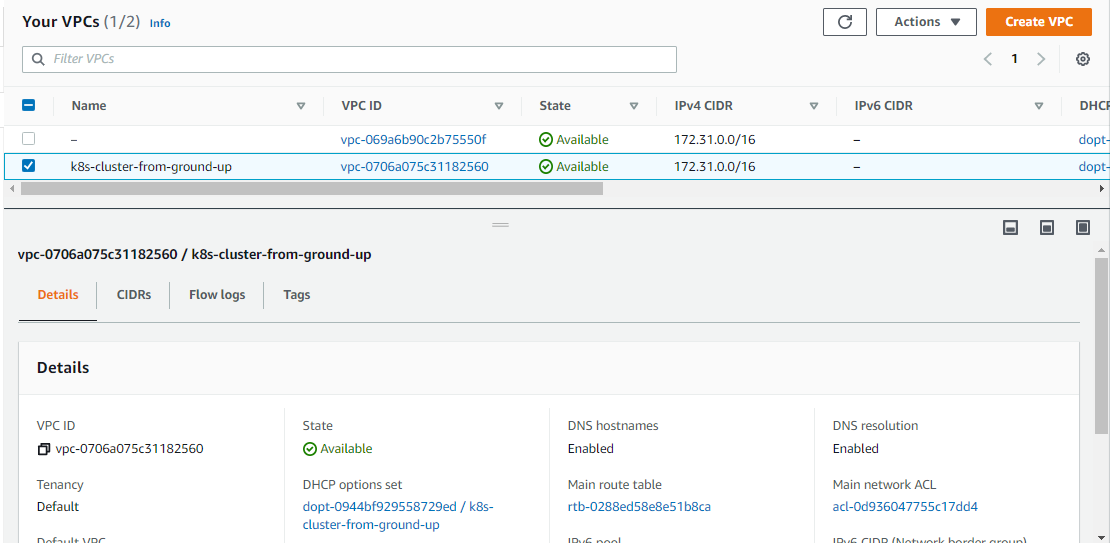 Your VPCs (1/2) Info
Actions ▼
Create VPC
Filter VPCs
1
Name VPC ID State IPv4 CIDR IPv6 CIDR DHCP
– vpc-069a6b90c2b75550f Available 172.31.0.0/16 – dopt-
k8s-cluster-from-ground-up vpc-0706a075c31182560 Available 172.31.0.0/16 – dopt-
vpc-0706a075c31182560 / k8s-cluster-from-ground-up
Details CIDRs Flow logs Tags
Details
VPC ID State DNS hostnames DNS resolution
vpc-0706a075c31182560 Available Enabled Enabled
Tenancy DHCP options set Main route table Main network ACL
Default dopt-0944bf929558729ed / k8s- rtb-0288ed58e8e51b8ca acl-0d936047755c17dd4
cluster-from-ground-up
Default VPC IPv6 pool IPv6 CIDR (Network border group)